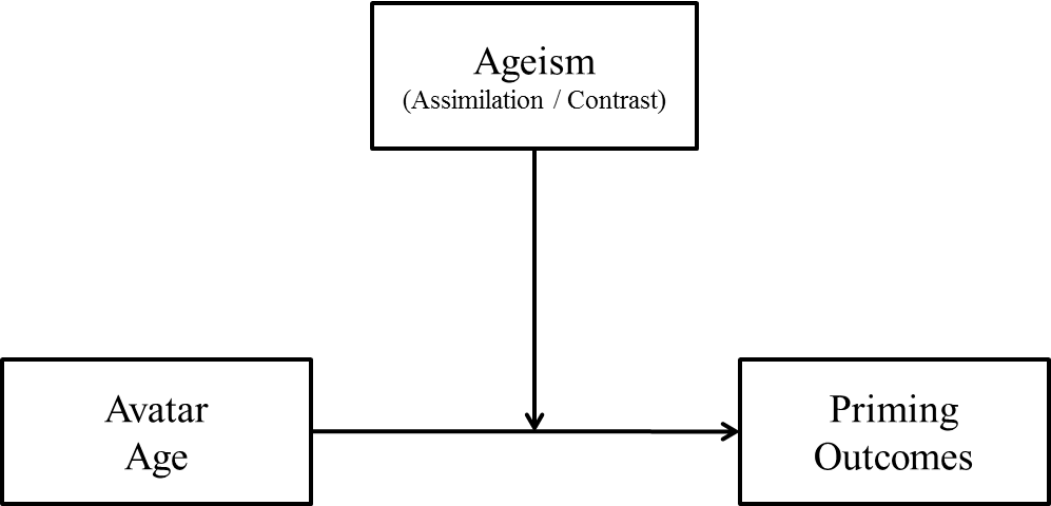 Ageism
(Assimilation / Contrast)
Avatar
Age
Priming
Outcomes